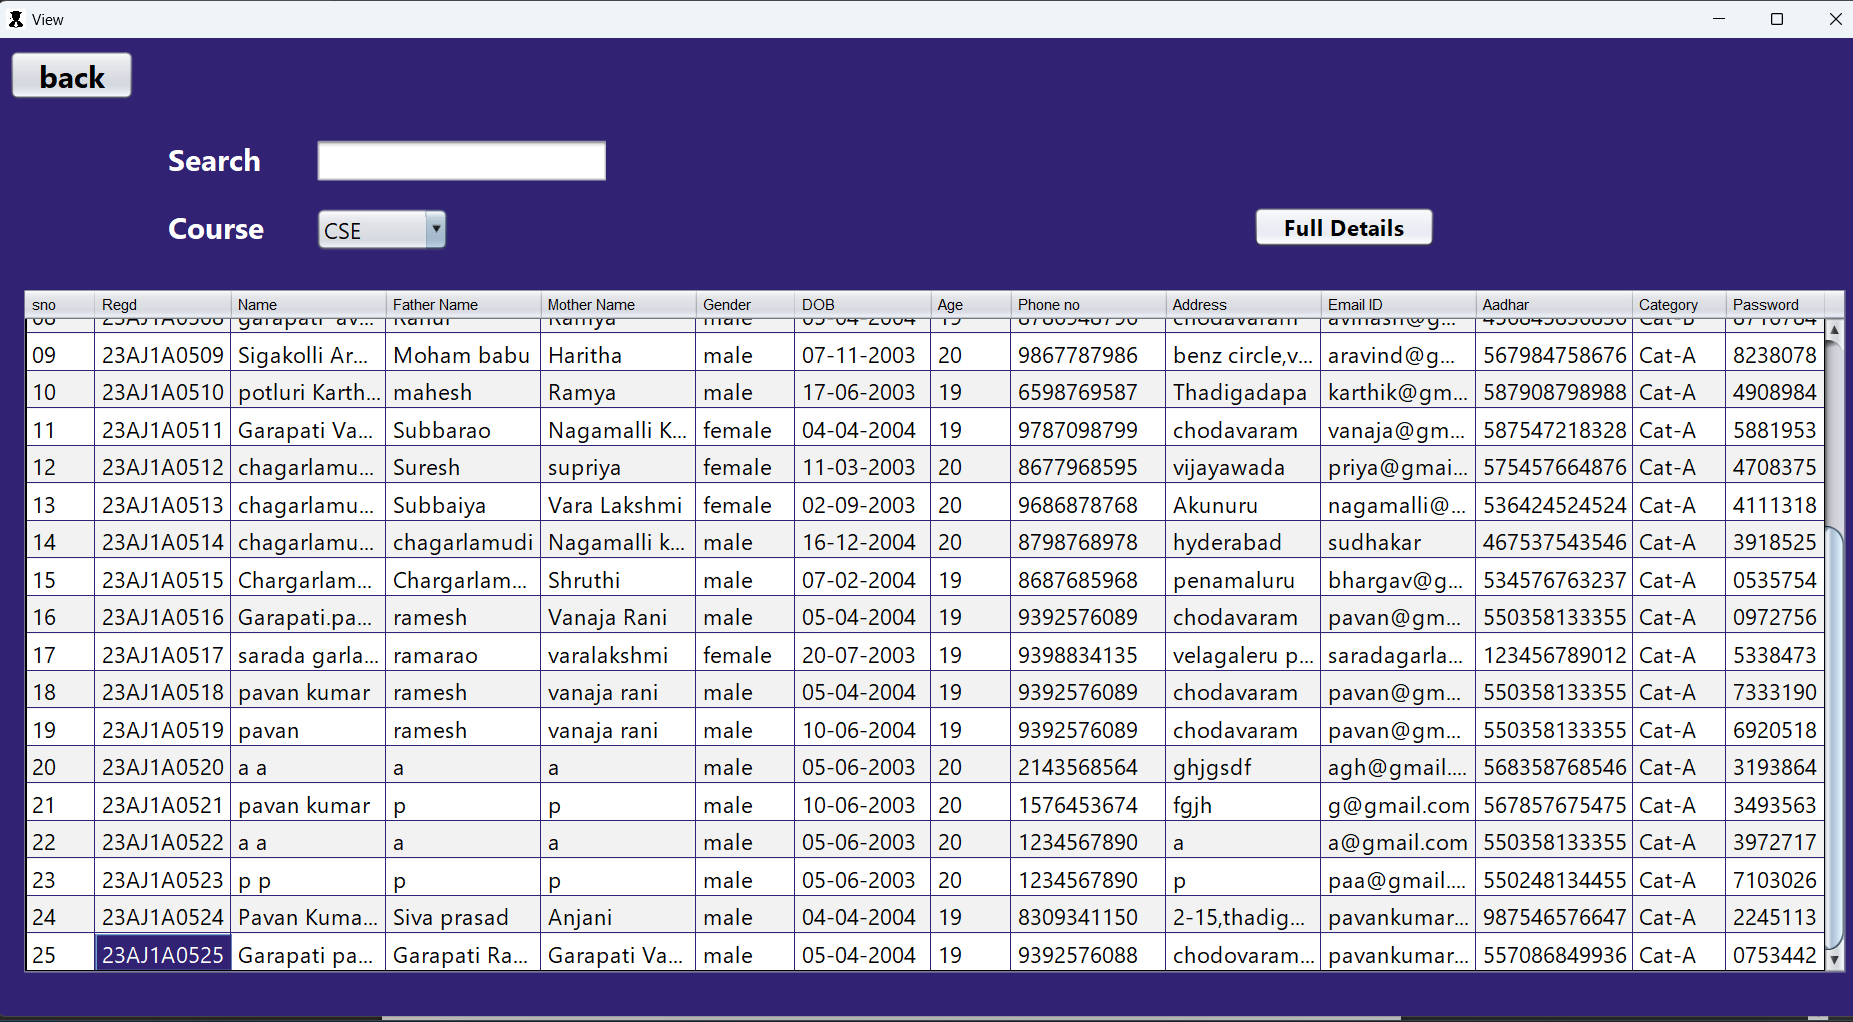 View
back
Search
Course CSE Full Details
sno Regd Name Father Name Mother Name Gender DOB Age Phone no Address Email ID Aadhar Category Password
09 23AJ1A0509 Sigakolli Ar... Moham babu Haritha male 07-11-2003 20 9867787986 benz circle,v... aravind@g... 567984758676 Cat-A 8238078
10 23AJ1A0510 potluri Karth... mahesh Ramya male 17-06-2003 19 6598769587 Thadigadapa karthik@gm... 587908798988 Cat-A 4908984
11 23AJ1A0511 Garapati Va... Subbarao Nagamalli K... female 04-04-2004 19 9787098799 chodavaram vanaja@gm... 587547218328 Cat-A 5881953
12 23AJ1A0512 chagarlamu... Suresh supriya female 11-03-2003 20 8677968595 vijayawada priya@gmai... 575457664876 Cat-A 4708375
13 23AJ1A0513 chagarlamu... Subbaiya Vara Lakshmi female 02-09-2003 20 9686878768 Akunuru nagamalli@... 536424524524 Cat-A 4111318
14 23AJ1A0514 chagarlamu... chagarlamudi Nagamalli k... male 16-12-2004 20 8798768978 hyderabad sudhakar 467537543546 Cat-A 3918525
15 23AJ1A0515 Chargarlam... Chargarlam... Shruthi male 07-02-2004 19 8687685968 penamaluru bhargav@g... 534576763237 Cat-A 0535754
16 23AJ1A0516 Garapati.pa... ramesh Vanaja Rani male 05-04-2004 19 9392576089 chodavaram pavan@gm... 550358133355 Cat-A 0972756
17 23AJ1A0517 sarada garla... ramarao varalakshmi female 20-07-2003 19 9398834135 velagaleru p... saradagarla... 123456789012 Cat-A 5338473
18 23AJ1A0518 pavan kumar ramesh vanaja rani male 05-04-2004 19 9392576089 chodavaram pavan@gm... 550358133355 Cat-A 7333190
19 23AJ1A0519 pavan ramesh vanaja rani male 10-06-2004 19 9392576089 chodavaram pavan@gm... 550358133355 Cat-A 6920518
20 23AJ1A0520 a a a a male 05-06-2003 20 2143568564 ghjgsdf agh@gmail.... 568358768546 Cat-A 3193864
21 23AJ1A0521 pavan kumar p p male 10-06-2003 20 1576453674 fgjh g@gmail.com 567857675475 Cat-A 3493563
22 23AJ1A0522 a a a a male 05-06-2003 20 1234567890 a a@gmail.com 550358133355 Cat-A 3972717
23 23AJ1A0523 p p p p male 05-06-2003 20 1234567890 p paa@gmail.... 550248134455 Cat-A 7103026
24 23AJ1A0524 Pavan Kuma... Siva prasad Anjani male 04-04-2004 19 8309341150 2-15,thadig... pavankumar... 987546576647 Cat-A 2245113
25 23AJ1A0525 Garapati pa... Garapati Ra... Garapati Va... male 05-04-2004 19 9392576088 chodovaram... pavankumar... 557086849936 Cat-A 0753442